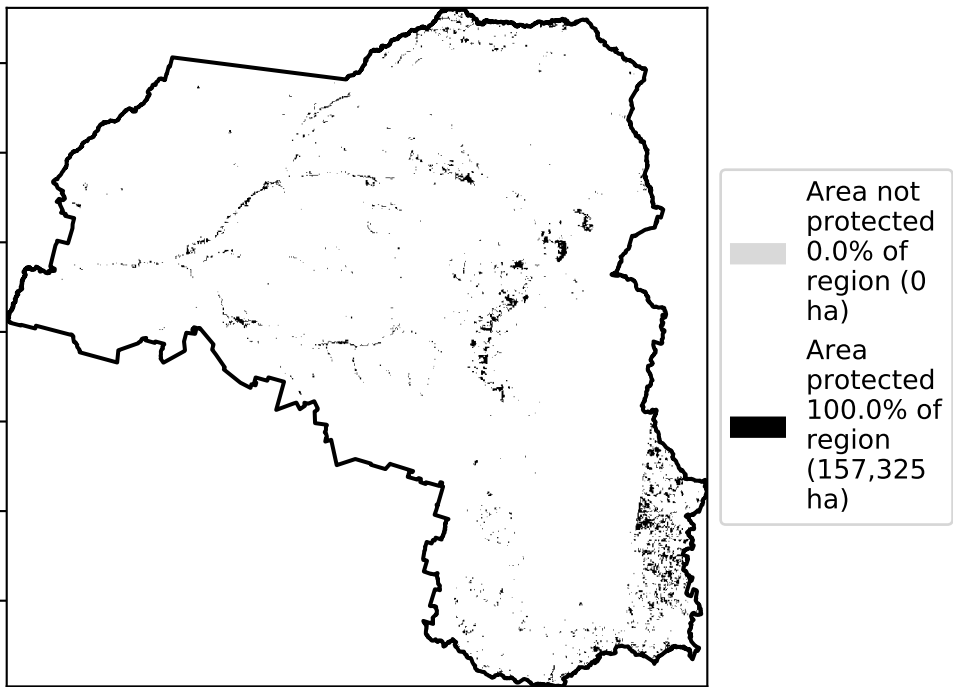 Area not
protected
0.0% of
region (0
ha)
Area
protected
100.0% of
region
(157,325
ha)